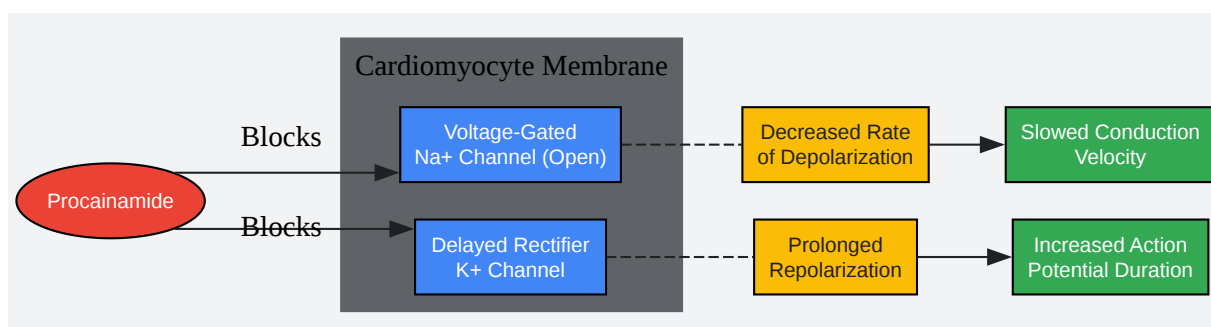 Cardiomyocyte Membrane
Blocks
Voltage-Gated
Na+ Channel (Open)
Decreased Rate
of Depolarization
Slowed Conduction
Velocity
Procainamide
Blocks
Delayed Rectifier
K+ Channel
Prolonged
Repolarization
Increased Action
Potential Duration